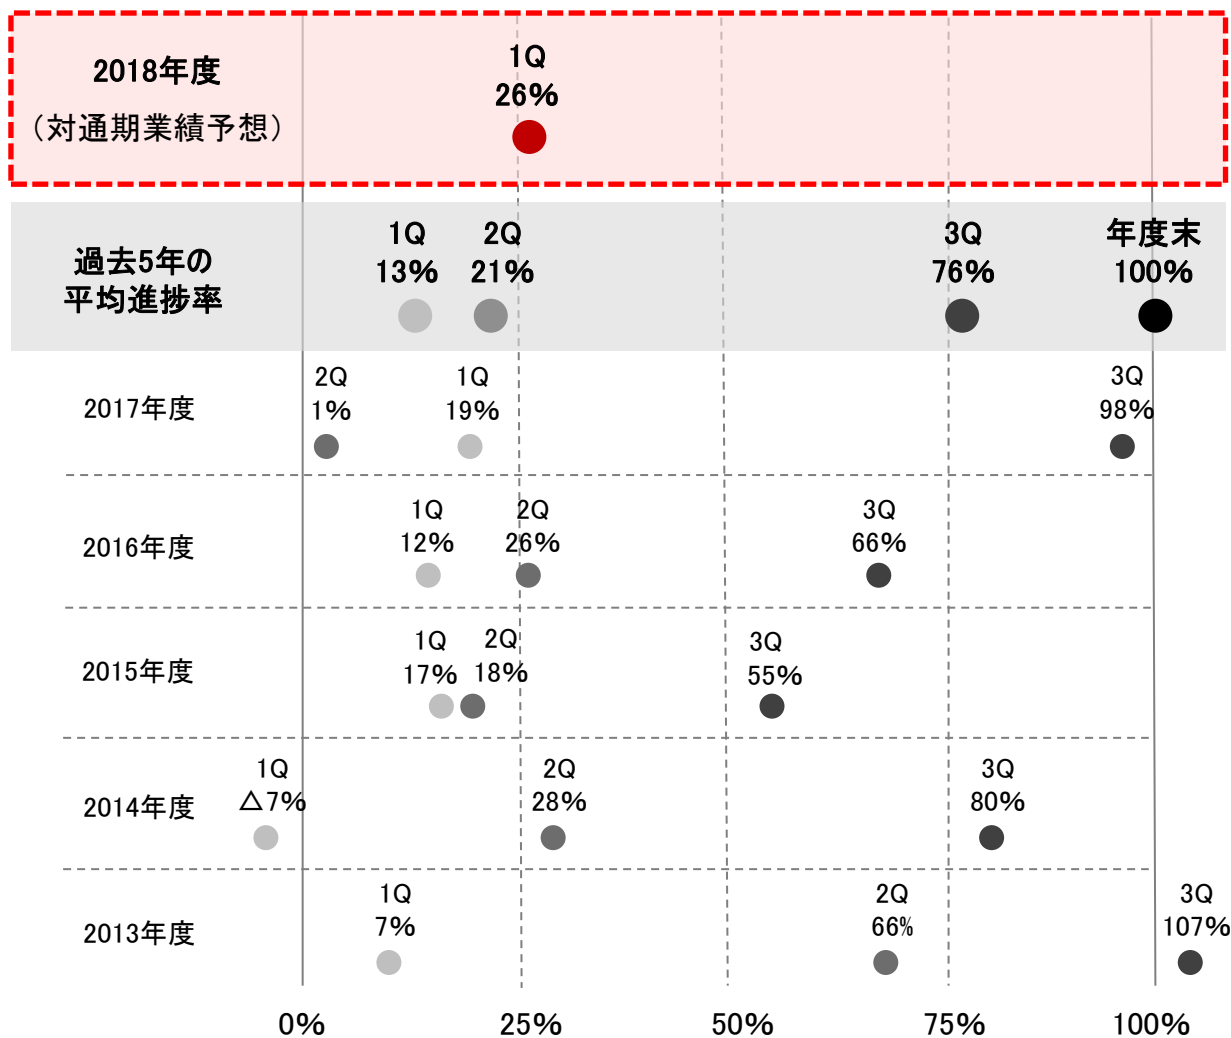 2018年度
（対通期業績予想）
1Q
26%
過去5年の
平均進捗率
1Q
13%
2Q
21%
3Q
76%
年度末
100%
2017年度
2Q
1%
1Q
19%
3Q
98%
2016年度
1Q
12%
2Q
26%
3Q
66%
2015年度
1Q
17%
2Q
18%
3Q
55%
2014年度
1Q
△7%
2Q
28%
3Q
80%
2013年度
1Q
7%
2Q
66%
3Q
107%
0%
25%
50%
75%
100%